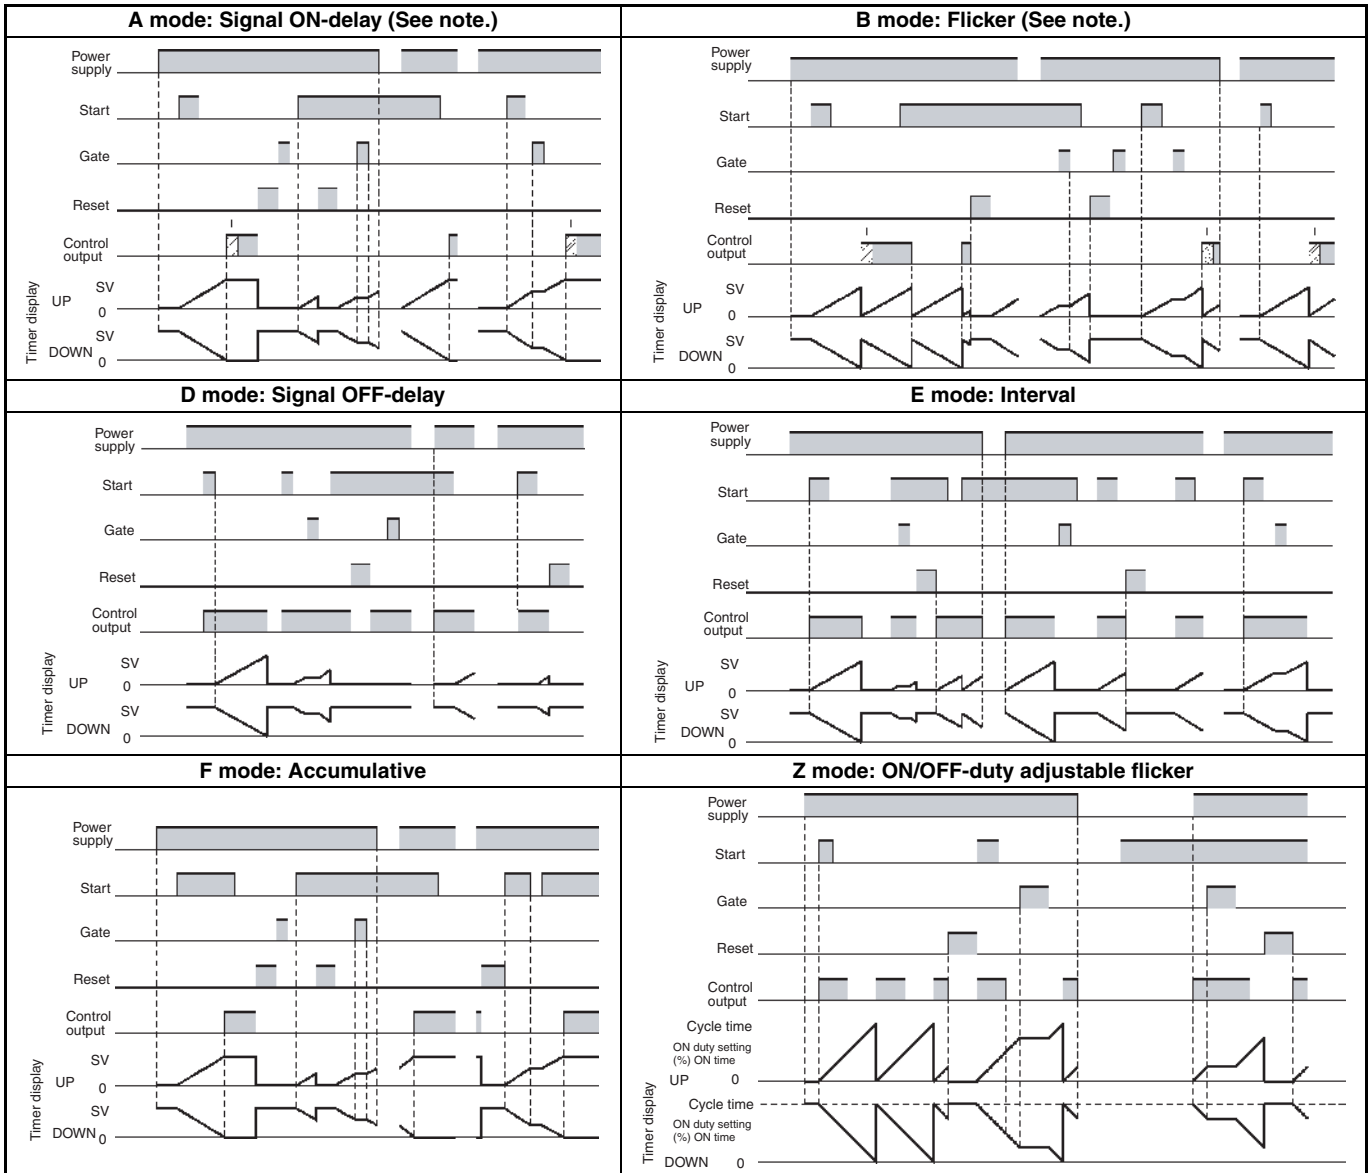 A mode: Signal ON-delay (See note.)
Power
supply
Start
Gate
Reset
Control
output
Timer display
UP
SV
0
DOWN
SV
0
B mode: Flicker (See note.)
Power
supply
Start
Gate
Reset
Control
output
Timer display
UP
SV
0
DOWN
SV
0
D mode: Signal OFF-delay
Power
supply
Start
Gate
Reset
Control
output
Timer display
UP
SV
0
DOWN
SV
0
E mode: Interval
Power
supply
Start
Gate
Reset
Control
output
Timer display
UP
SV
0
DOWN
SV
0
F mode: Accumulative
Power
supply
Start
Gate
Reset
Control
output
Timer display
UP
SV
0
DOWN
SV
0
Z mode: ON/OFF-duty adjustable flicker
Power
supply
Start
Gate
Reset
Control
output
Timer display
Cycle time
ON duty setting
(%) ON time
UP 0
Cycle time
ON duty setting
(%) ON time
DOWN 0